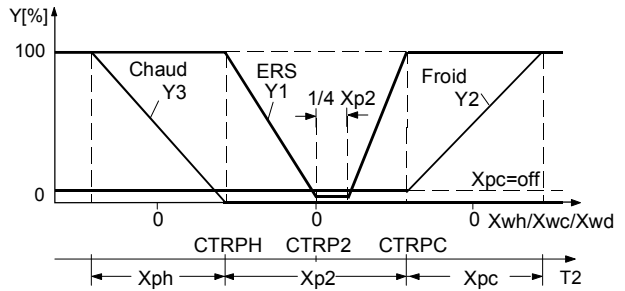 Y[%]
100
Chaud
Y3
ERS
Y1
1/4 Xp2
Froid
Y2
Xpc=off
0
0 0 0 Xwh/Xwc/Xwd
CTRPH CTRP2 CTRPC
Xph Xp2 Xpc T2